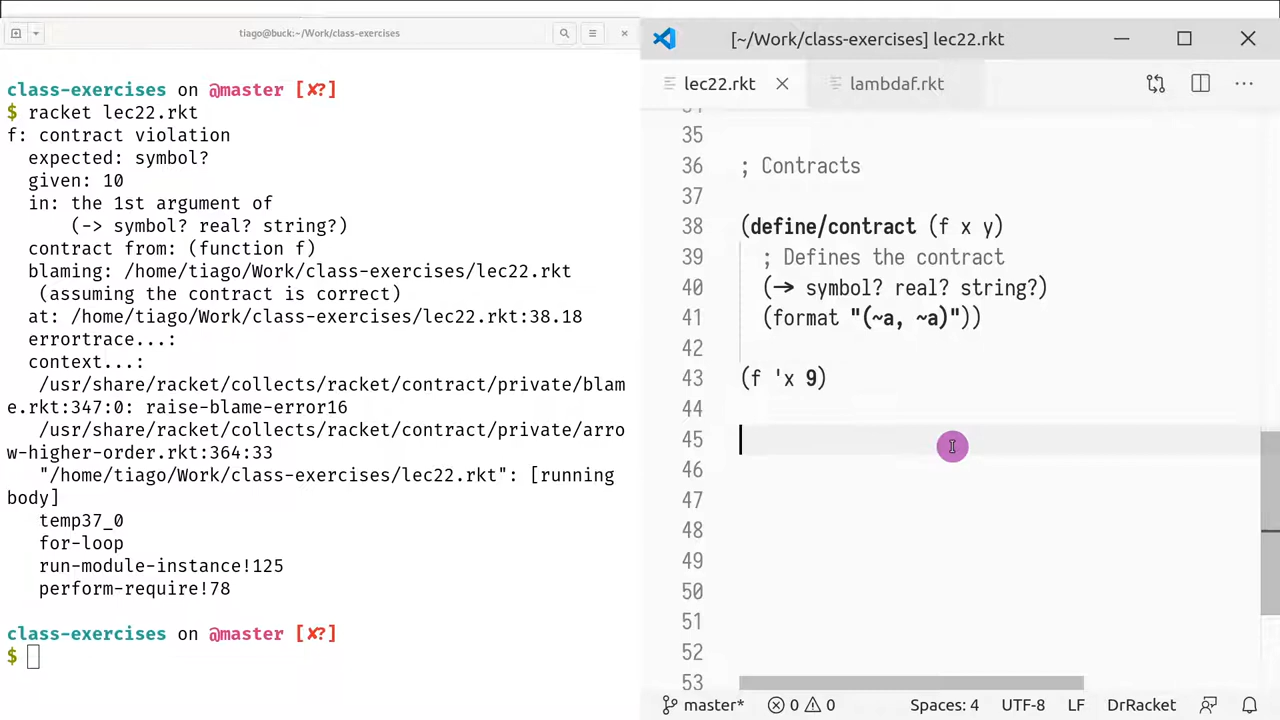 tiago@buck:~/Work/class-exercises
class-exercises on @master [✘?]
$ racket lec22.rkt
f: contract violation
expected: symbol?
given: 10
in: the 1st argument of
(-> symbol? real? string?)
contract from: (function f)
blaming: /home/tiago/Work/class-exercises/lec22.rkt
(assuming the contract is correct)
at: /home/tiago/Work/class-exercises/lec22.rkt:38.18
errortrace...:
context...:
/usr/share/racket/collects/racket/contract/private/blam
e.rkt:347:0: raise-blame-error16
/usr/share/racket/collects/racket/contract/private/arro
w-higher-order.rkt:364:33
"/home/tiago/Work/class-exercises/lec22.rkt": [running
body]
temp37_0
for-loop
run-module-instance!125
perform-require!78
class-exercises on @master [✘?]
$
[~/Work/class-exercises] lec22.rkt
lec22.rkt
lambdaf.rkt
35
36 ; Contracts
37
38 (define/contract (f x y)
39 ; Defines the contract
40 (→ symbol? real? string?)
41 (format "(~a, ~a)"))
42
43 (f 'x 9)
44
45
46
47
48
49
50
51
52
53
master* 0 0 Spaces: 4 UTF-8 LF DrRacket